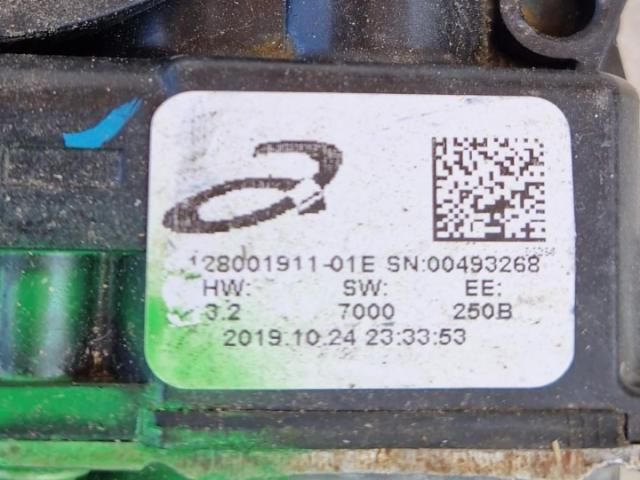 128001911-01E SN:00493268
HW: SW: EE:
3.2 7000 250B
2019.10.24 23:33:53